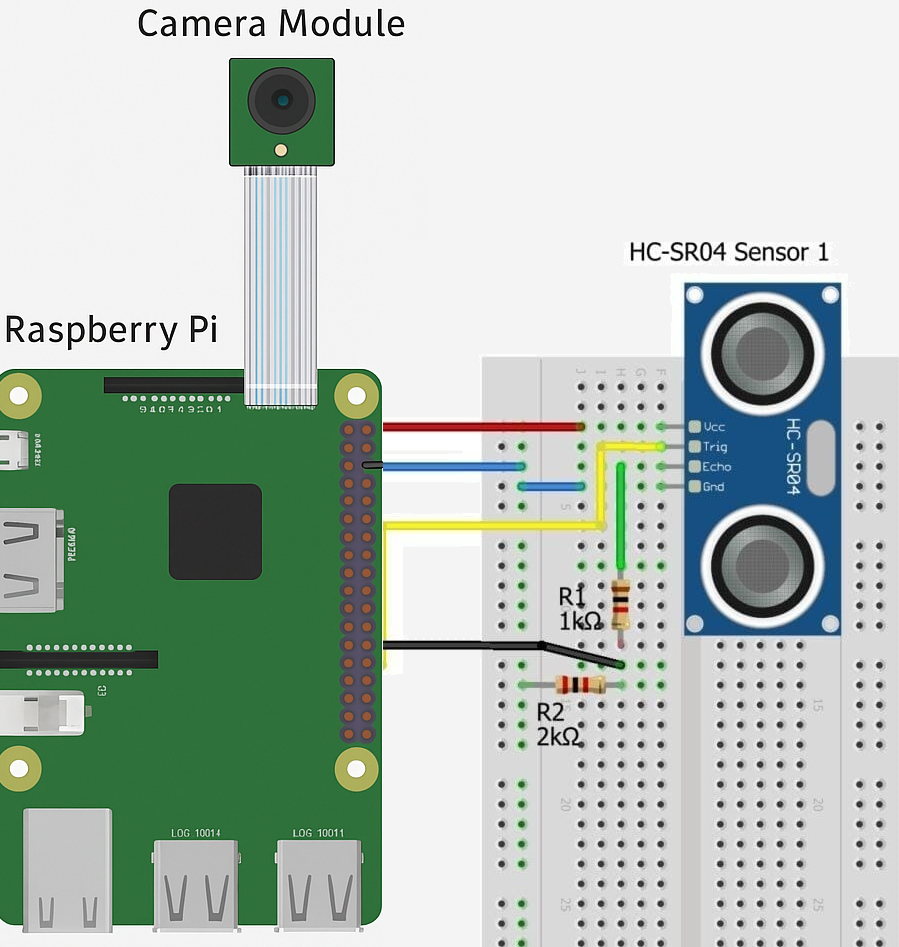 Camera Module
HC-SR04 Sensor 1
Raspberry Pi
J I H G F
Vcc
Trig
Echo
Gnd
HC-SR04
5
R1
1kΩ
R2
2kΩ
15
15
20
20
LOG 10014
LOG 10011
25
25